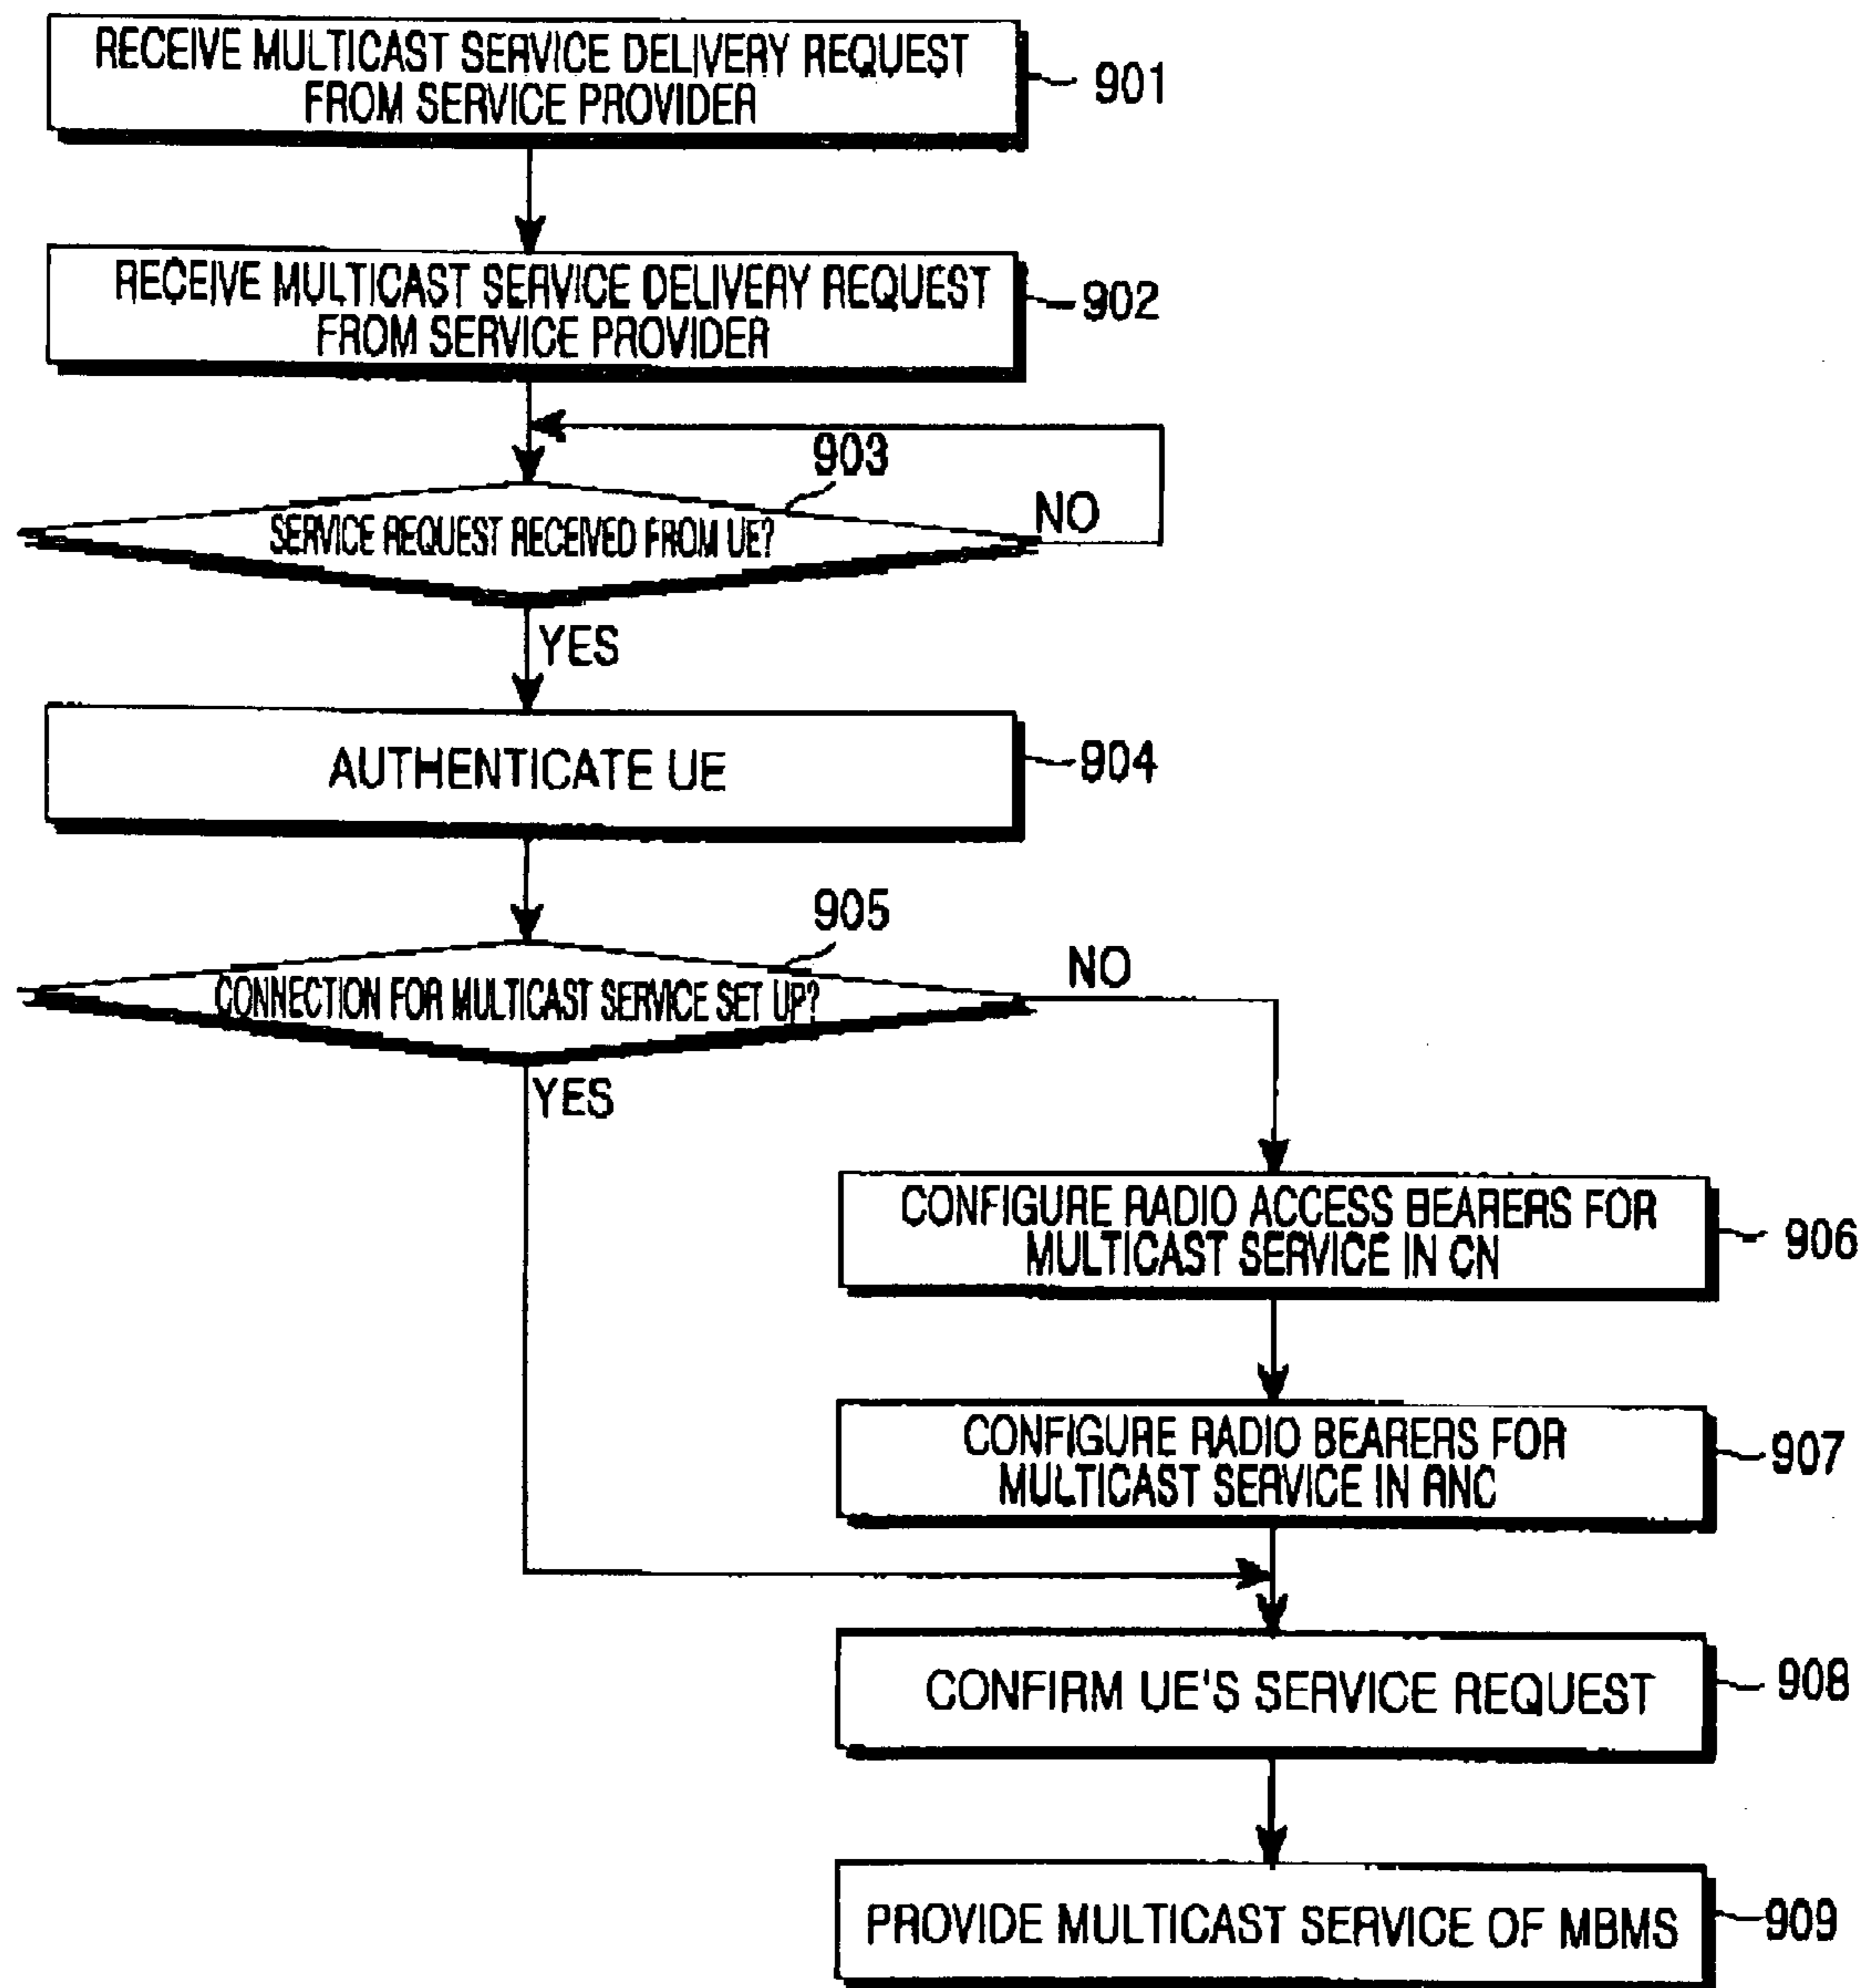 RECEIVE MULTICAST SERVICE DELIVERY REQUEST
FROM SERVICE PROVIDER
901
RECEIVE MULTICAST SERVICE DELIVERY REQUEST
FROM SERVICE PROVIDER
902
903
SERVICE REQUEST RECEIVED FROM UE?
NO
YES
AUTHENTICATE UE
904
905
CONNECTION FOR MULTICAST SERVICE SET UP?
NO
YES
CONFIGURE RADIO ACCESS BEARERS FOR
MULTICAST SERVICE IN CN
906
CONFIGURE RADIO BEARERS FOR
MULTICAST SERVICE IN RNC
907
CONFIRM UE'S SERVICE REQUEST
908
PROVIDE MULTICAST SERVICE OF MBMS
909